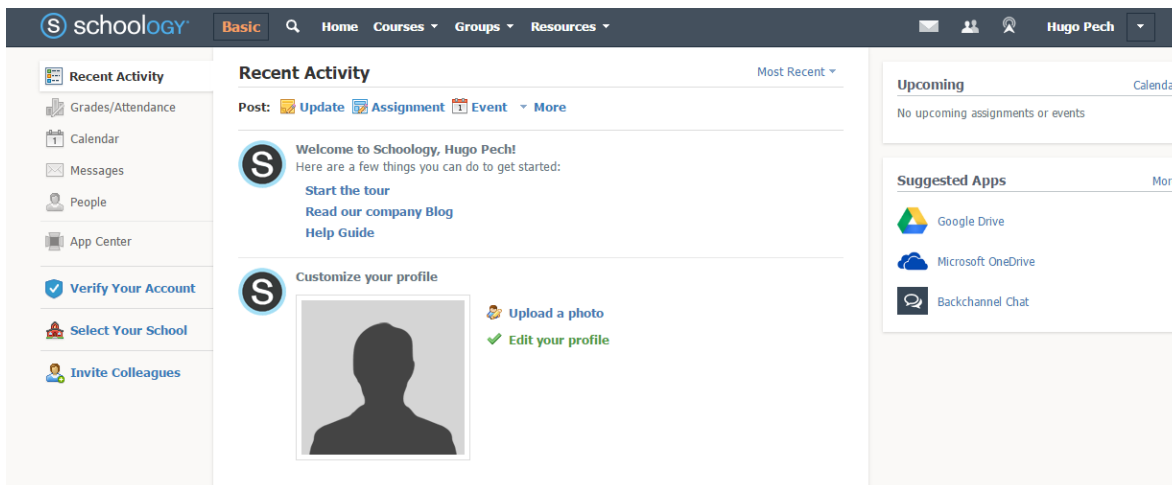 schoology Basic Home Courses Groups Resources Hugo Pech
Recent Activity
Grades/Attendance
1
Calendar
Messages
People
App Center
Verify Your Account
Select Your School
Invite Colleagues
Recent Activity Most Recent
Post: Update Assignment 1 Event More
S
Welcome to Schoology, Hugo Pech!
Here are a few things you can do to get started:
Start the tour
Read our company Blog
Help Guide
S
Customize your profile
Upload a photo
Edit your profile
Upcoming Calenda
No upcoming assignments or events
Suggested Apps Mor
Google Drive
Microsoft OneDrive
Backchannel Chat